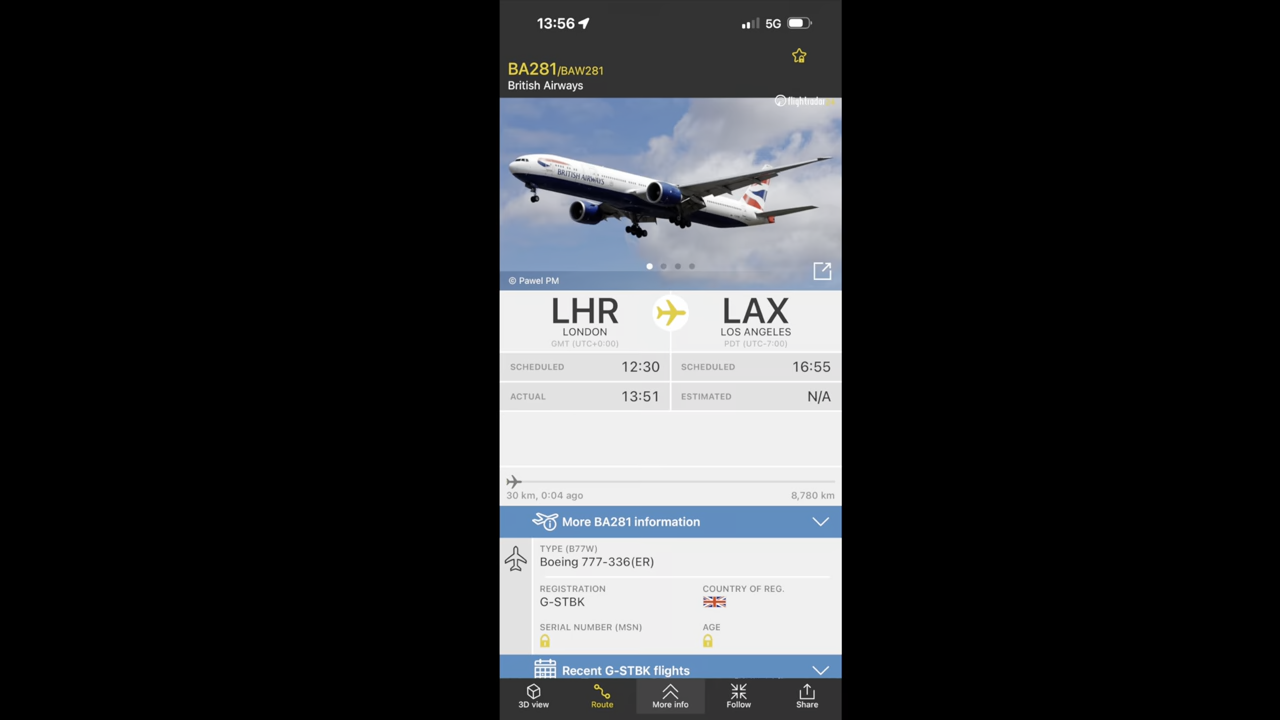 13:56
5G
BA281/BAW281
British Airways
flightradar
BRITISH AIRWAYS
© Pawel PM
LHR
LONDON
GMT (UTC+0:00)
LAX
LOS ANGELES
PDT (UTC-7:00)
SCHEDULED 12:30
SCHEDULED 16:55
ACTUAL 13:51
ESTIMATED N/A
30 km, 0:04 ago
8,780 km
More BA281 information
TYPE (B77W)
Boeing 777-336(ER)
REGISTRATION
G-STBK
COUNTRY OF REG.
SERIAL NUMBER (MSN)
AGE
Recent G-STBK flights
3D view
Route
More info
Follow
Share